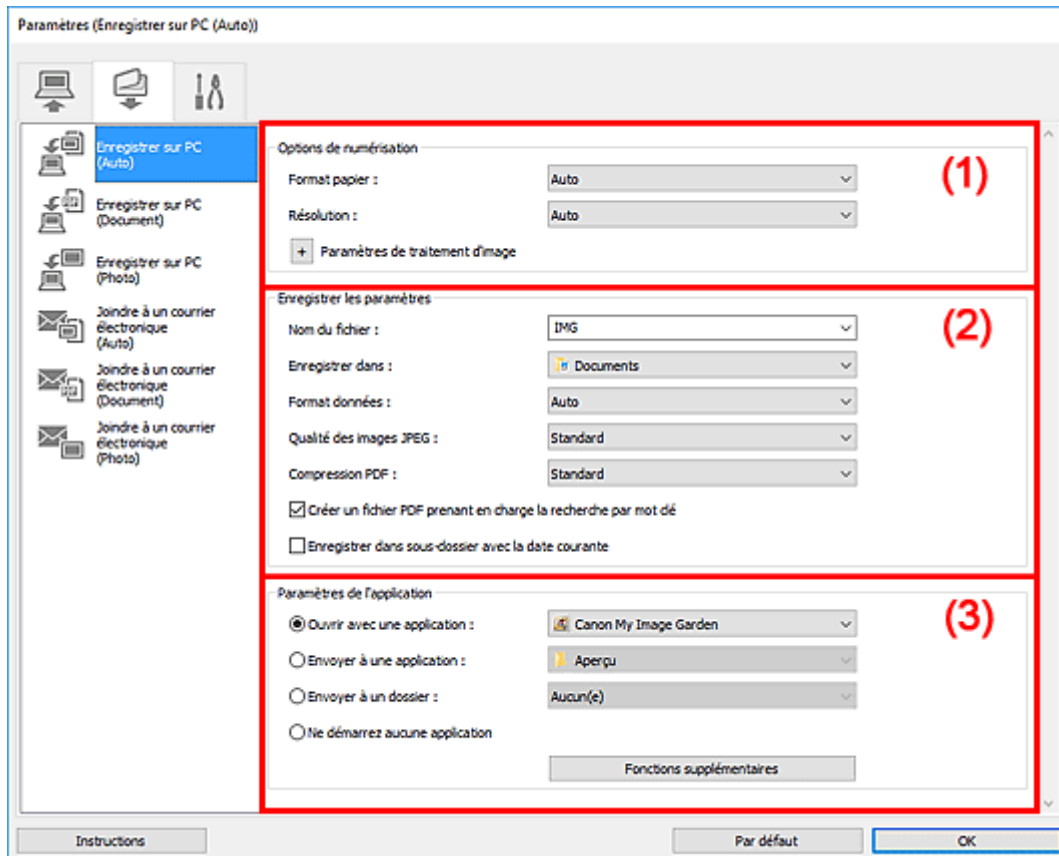 Paramètres (Enregistrer sur PC (Auto))
Enregistrer sur PC
(Auto)
Enregistrer sur PC
(Document)
Enregistrer sur PC
(Photo)
Joindre à un courrier
électronique
(Auto)
Joindre à un courrier
électronique
(Document)
Joindre à un courrier
électronique
(Photo)
Options de numérisation
(1)
Format papier : Auto
Résolution : Auto
+ Paramètres de traitement d'image
Enregistrer les paramètres
(2)
Nom du fichier : IMG
Enregistrer dans : Documents
Format données : Auto
Qualité des images JPEG : Standard
Compression PDF : Standard
Créer un fichier PDF prenant en charge la recherche par mot clé
Enregistrer dans sous-dossier avec la date courante
Paramètres de l'application
(3)
Ouvrir avec une application : Canon My Image Garden
Envoyer à une application : Aperçu
Envoyer à un dossier : Aucun(e)
Ne démarrez aucune application
Fonctions supplémentaires
Instructions Par défaut OK